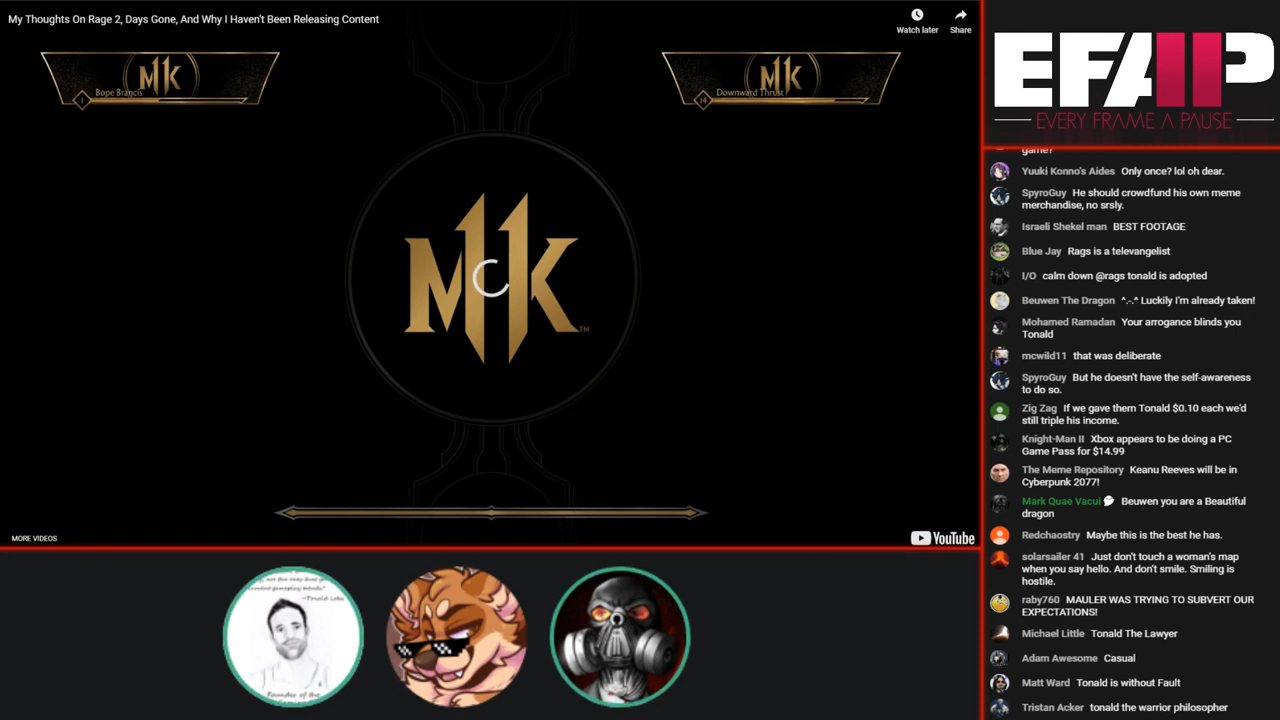 My Thoughts On Rage 2, Days Gone, And Why I Haven't Been Releasing Content
Watch later
Share
MK
1
Bope Brancis
MK
14
Downward Thrust
MK
TM
MORE VIDEOS
YouTube
EFAP
EVERY FRAME A PAUSE
game?
Yuuki Konno's Aides Only once? lol oh dear.
SpyroGuy He should crowdfund his own meme
merchandise, no srsly.
Israeli Shekel man BEST FOOTAGE
Blue Jay Rags is a televangelist
I/O calm down @rags tonald is adopted
Beuwen The Dragon ^.-.^ Luckily I'm already taken!
Mohamed Ramadan Your arrogance blinds you
Tonald
mcwild11 that was deliberate
SpyroGuy But he doesn't have the self-awareness
to do so.
Zig Zag If we gave them Tonald $0.10 each we'd
still triple his income.
Knight-Man II Xbox appears to be doing a PC
Game Pass for $14.99
The Meme Repository Keanu Reeves will be in
Cyberpunk 2077!
Mark Quae Vacui Beuwen you are a Beautiful
dragon
Redchaostry Maybe this is the best he has.
solarsailer 41 Just don't touch a woman's map
when you say hello. And don't smile. Smiling is
hostile.
raby760 MAULER WAS TRYING TO SUBVERT OUR
EXPECTATIONS!
Michael Little Tonald The Lawyer
Adam Awesome Casual
Matt Ward Tonald is without Fault
Tristan Acker tonald the warrior philosopher
Founder of the